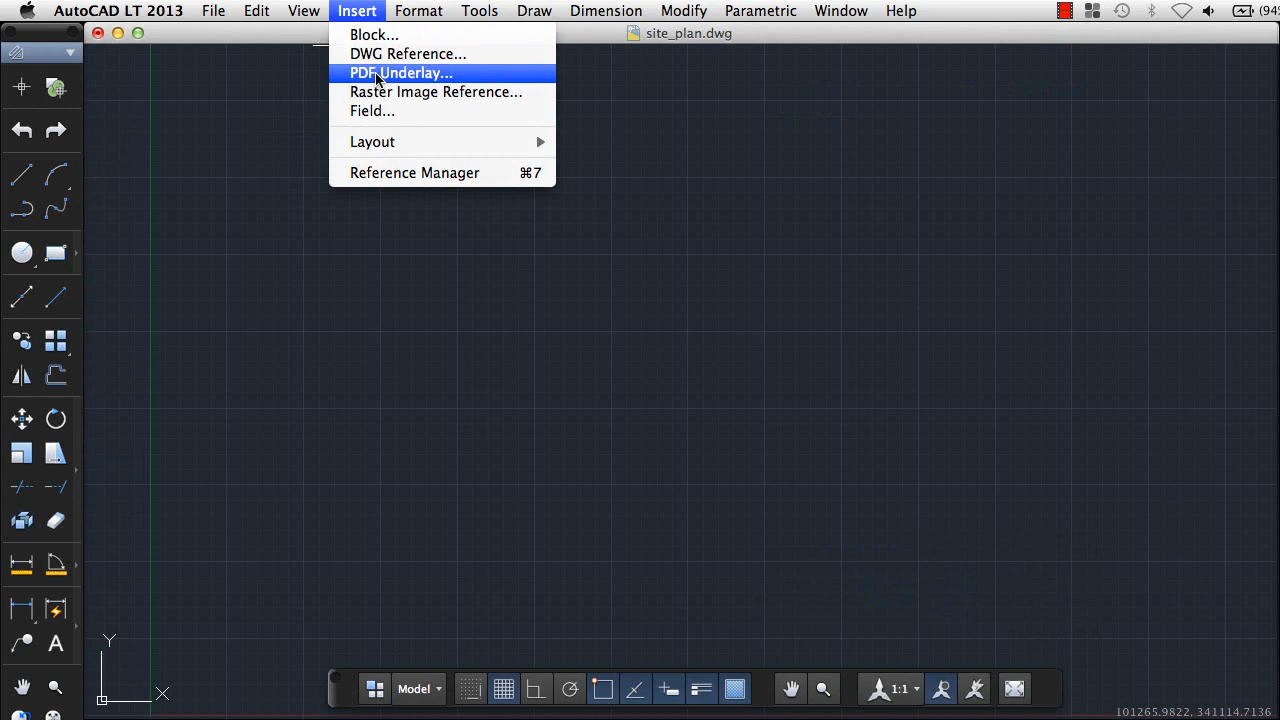 AutoCAD LT 2013 File Edit View Insert Format Tools Draw Dimension Modify Parametric Window Help (94
site_plan.dwg
Block...
DWG Reference...
PDF Underlay...
Raster Image Reference...
Field...
Layout
Reference Manager ⌘7
A
Y
X
Model 1:1
101265.9822, 341114.7136